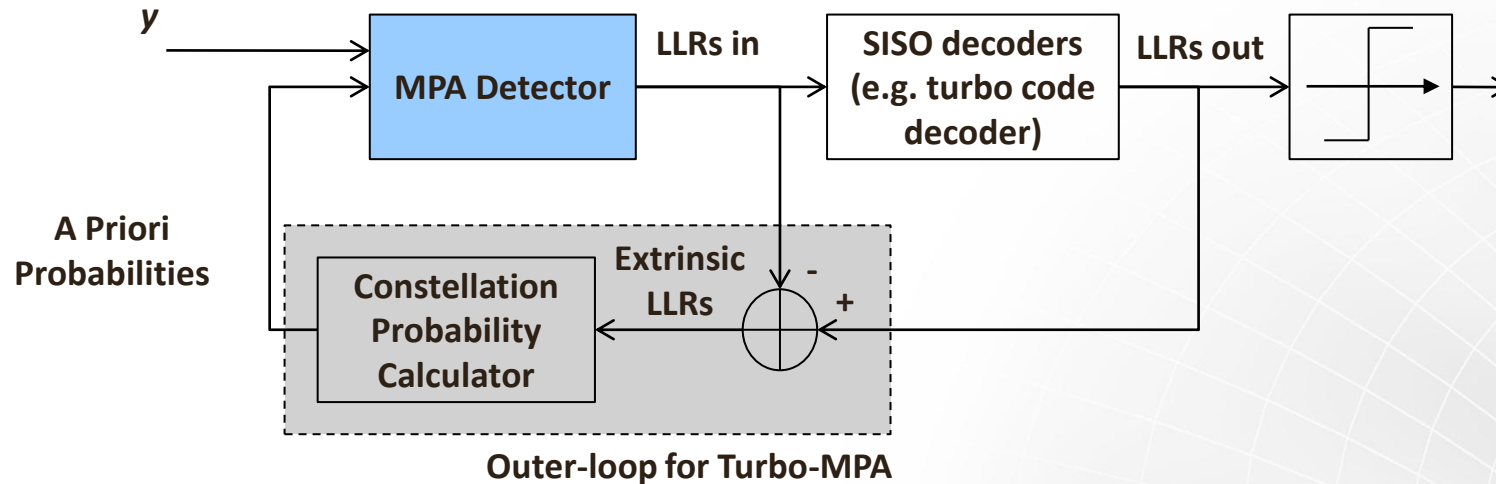 y
LLRs in
MPA Detector
SISO decoders
(e.g. turbo code
decoder)
LLRs out
A Priori
Probabilities
Constellation
Probability
Calculator
Extrinsic
LLRs
-
+
Outer-loop for Turbo-MPA